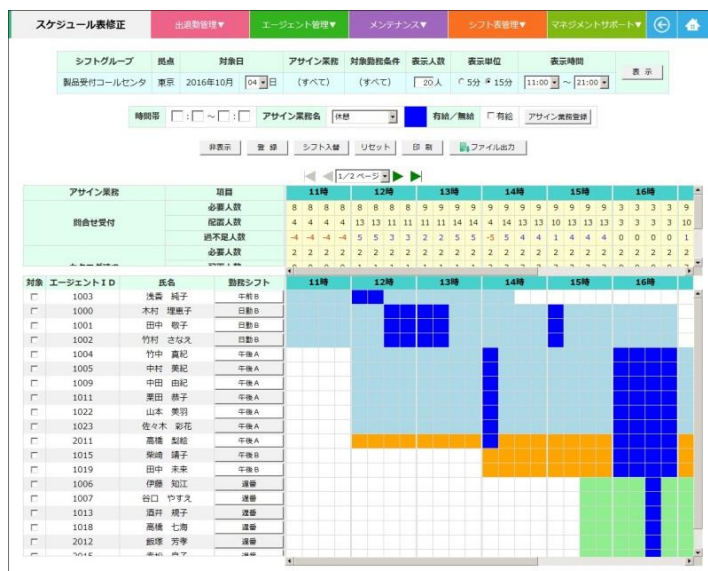 スケジュール表修正 出退勤管理▼ エージェント管理▼ メンテナンス▼ シフト表管理▼ マネジメントサポート▼
シフトグループ 拠点 対象日 アサイン業務 対象勤務条件 表示人数 表示単位 表示時間
製品受付コールセンタ 東京 2016年10月 04 日 (すべて) (すべて) 20 人 5分 15分 11:00 ～ 21:00 表示
時間帯 : ～ : アサイン業務名 休憩 有給／無給 有給 アサイン業務登録
非表示 登録 シフト入替 リセット 印刷 ファイル出力
1/2 ページ
アサイン業務 項目 11時 12時 13時 14時 15時 16時
必要人数 8 8 8 8 8 8 8 8 9 9 9 9 9 9 9 9 9 9 9 9 3 3 3 3 9
問合せ受付 配置人数 4 4 4 4 13 13 11 11 11 11 14 14 4 14 13 13 10 13 13 13 3 3 3 3 10
過不足人数 -4 -4 -4 -4 5 5 3 3 2 2 5 5 -5 5 4 4 1 4 4 4 0 0 0 0 1
必要人数 2 2 2 2 2 2 2 2 2 2 2 2 2 2 2 2 2 2 2 2 2 2 2 2 2
対象 エージェントＩＤ 氏名 勤務シフト 11時 12時 13時 14時 15時 16時
1003 浅香 純子 午前Ｂ
1000 木村 理恵子 日勤Ｂ
1001 田中 敬子 日勤Ｂ
1002 竹村 さなえ 日勤Ｂ
1004 竹中 真紀 午後Ａ
1005 中村 美紀 午後Ａ
1009 中田 由紀 午後Ａ
1011 栗田 恭子 午後Ａ
1022 山本 美羽 午後Ａ
1023 佐々木 彩花 午後Ａ
2011 高橋 梨絵 午後Ａ
1015 柴崎 靖子 午後Ｂ
1019 田中 未来 午後Ｂ
1006 伊藤 知江 遅番
1007 谷口 やすえ 遅番
1013 酒井 規子 遅番
1018 高橋 七海 遅番
2012 飯塚 芳孝 遅番